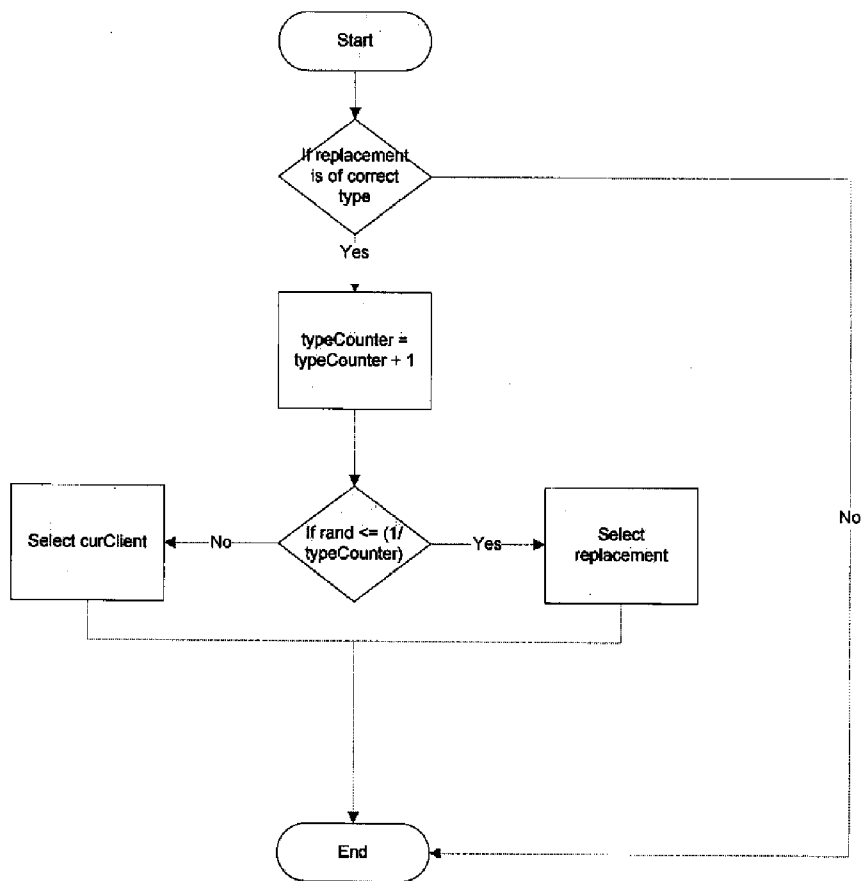 Start
If replacement
is of correct
type
Yes
typeCounter =
typeCounter + 1
Select curClient
No
If rand <= (1/
typeCounter)
Yes
Select
replacement
No
End